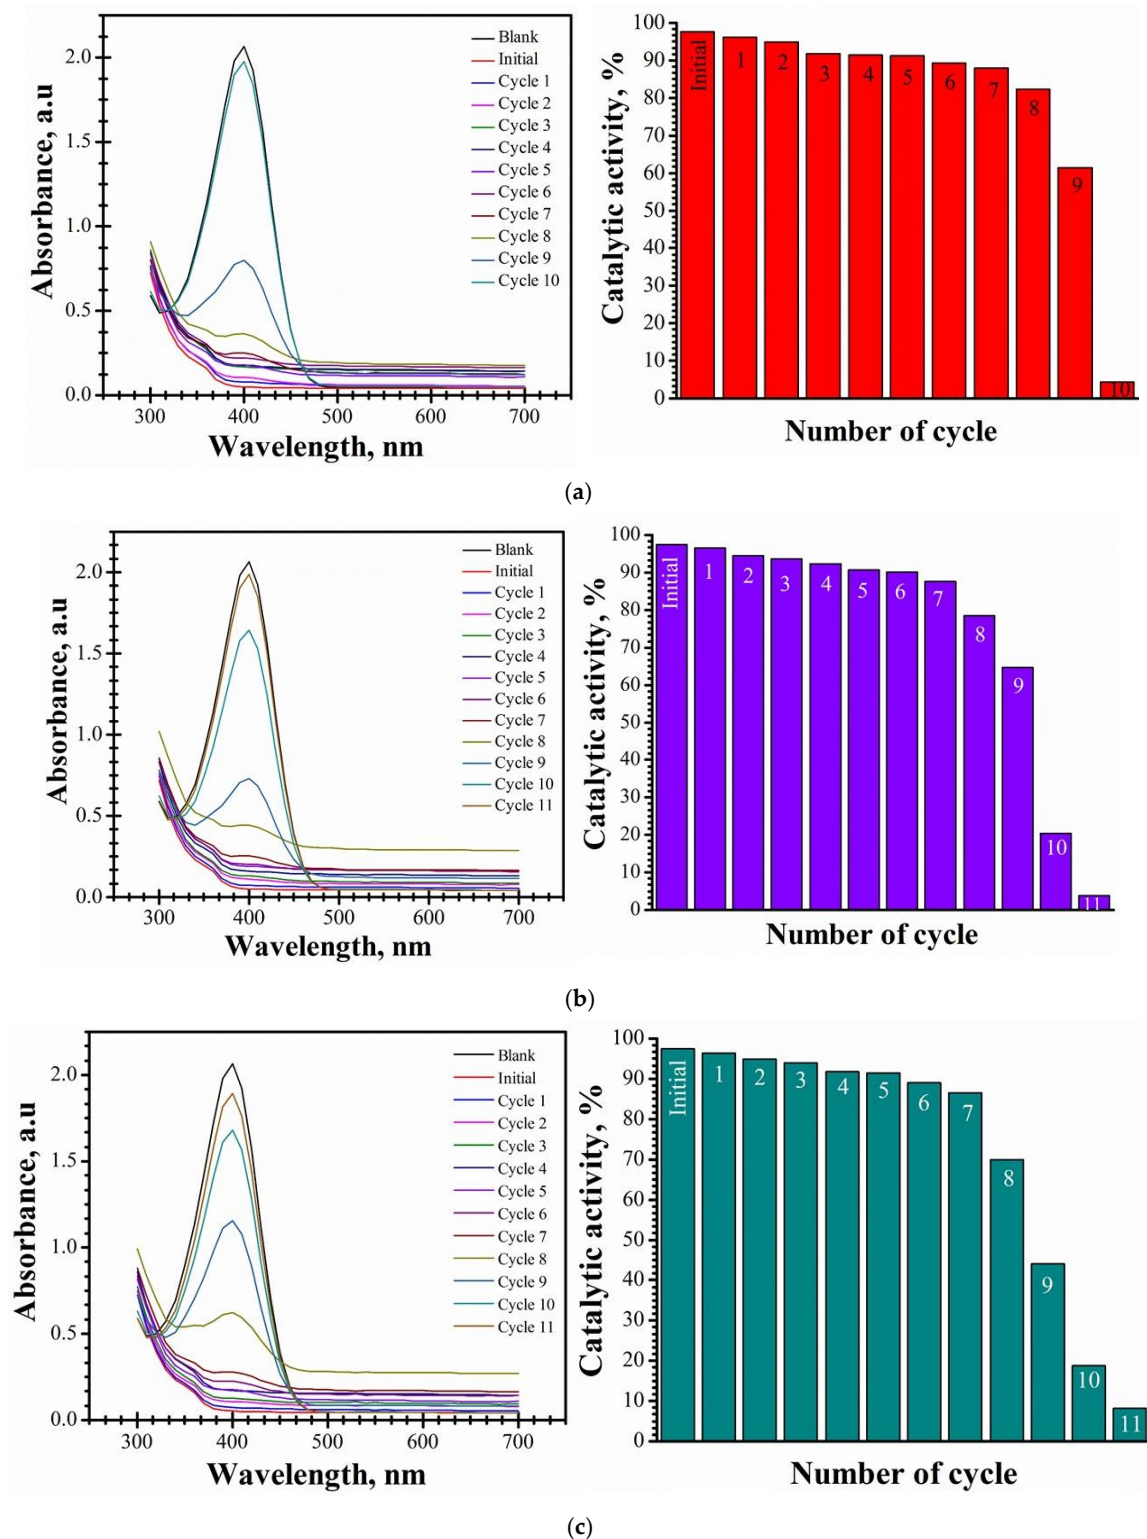 Absorbance, a.u
2.0
1.5
1.0
0.5
0.0
300
400
500
600
700
Wavelength, nm
Blank
Initial
Cycle 1
Cycle 2
Cycle 3
Cycle 4
Cycle 5
Cycle 6
Cycle 7
Cycle 8
Cycle 9
Cycle 10
Catalytic activity, %
100
90
80
70
60
50
40
30
20
10
0
Initial
1
2
3
4
5
6
7
8
9
10
Number of cycle
(a)
Absorbance, a.u
2.0
1.5
1.0
0.5
0.0
300
400
500
600
700
Wavelength, nm
Blank
Initial
Cycle 1
Cycle 2
Cycle 3
Cycle 4
Cycle 5
Cycle 6
Cycle 7
Cycle 8
Cycle 9
Cycle 10
Cycle 11
Catalytic activity, %
100
90
80
70
60
50
40
30
20
10
0
Initial
1
2
3
4
5
6
7
8
9
10
11
Number of cycle
(b)
Absorbance, a.u
2.0
1.5
1.0
0.5
0.0
300
400
500
600
700
Wavelength, nm
Blank
Initial
Cycle 1
Cycle 2
Cycle 3
Cycle 4
Cycle 5
Cycle 6
Cycle 7
Cycle 8
Cycle 9
Cycle 10
Cycle 11
Catalytic activity, %
100
90
80
70
60
50
40
30
20
10
0
Initial
1
2
3
4
5
6
7
8
9
10
11
Number of cycle
(c)